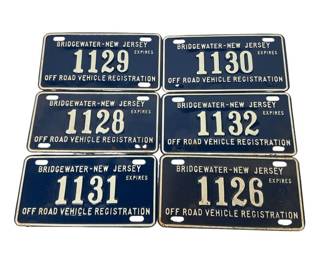 BRIDGEWATER-NEW JERSEY
1129 EXPIRES
OFF ROAD VEHICLE REGISTRATION
BRIDGEWATER-NEW JERSEY
1130 EXPIRES
OFF ROAD VEHICLE REGISTRATION
BRIDGEWATER-NEW JERSEY
1128 EXPIRES
OFF ROAD VEHICLE REGISTRATION
BRIDGEWATER-NEW JERSEY
1132 EXPIRES
OFF ROAD VEHICLE REGISTRATION
BRIDGEWATER-NEW JERSEY
1131 EXPIRES
OFF ROAD VEHICLE REGISTRATION
BRIDGEWATER-NEW JERSEY
1126 EXPIRES
OFF ROAD VEHICLE REGISTRATION